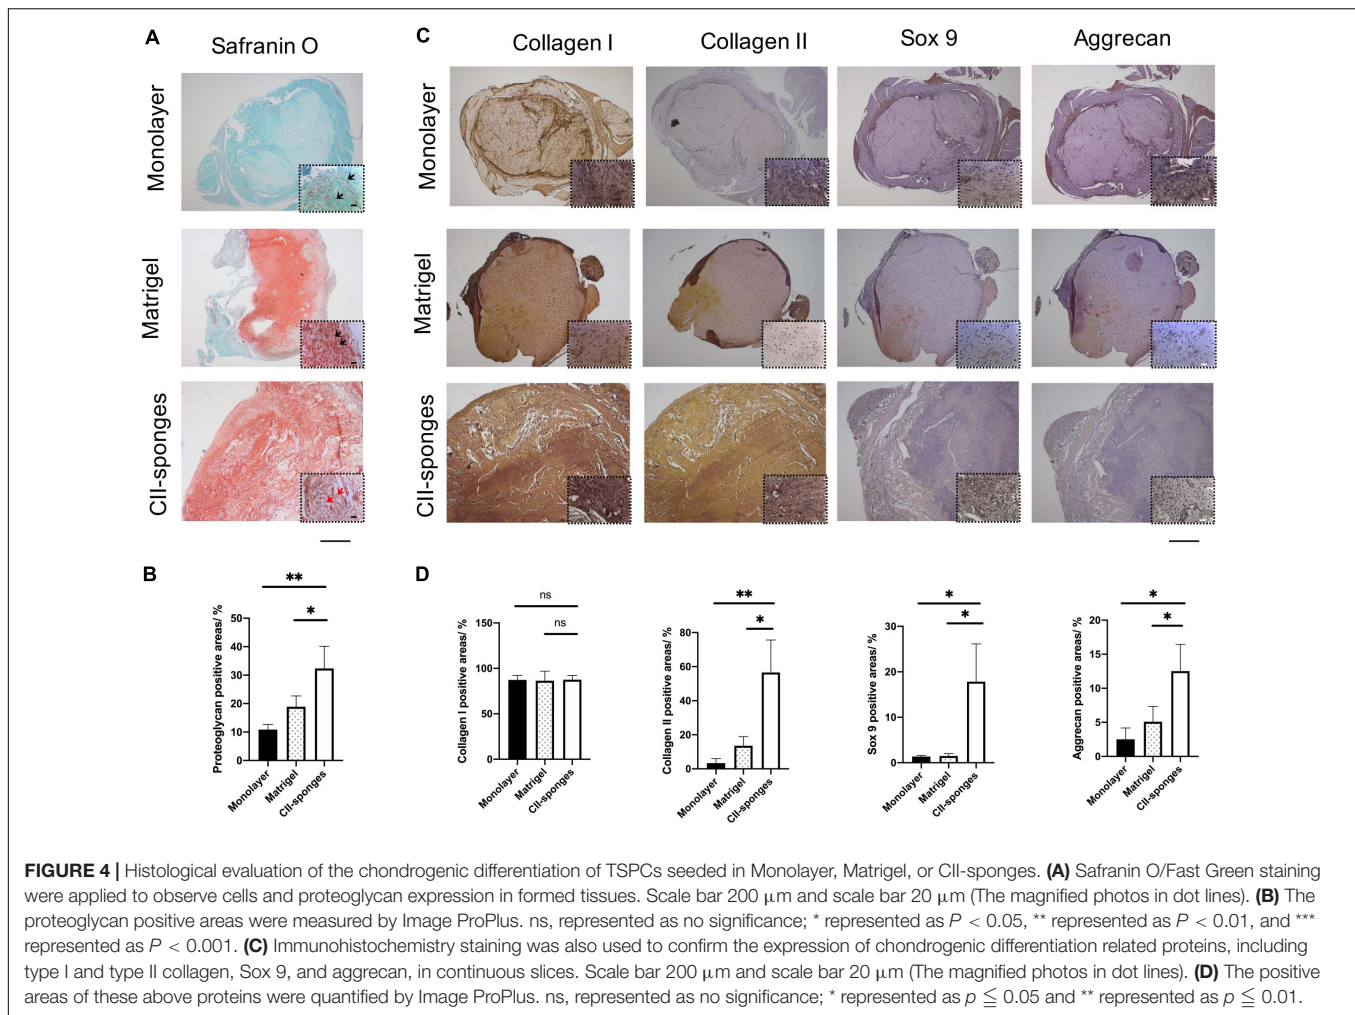 A
Safranin O
C
Collagen I
Collagen II
Sox 9
Aggrecan
Monolayer
Monolayer
Matrigel
Matrigel
CII-sponges
CII-sponges
B
**
*
Proteoglycan positive areas/ %
50
40
30
20
10
0
Monolayer
Matrigel
CII-sponges
D
ns
ns
Collagen I positive areas/ %
150
100
50
0
Monolayer
Matrigel
CII-sponges
**
*
Collagen II positive areas/ %
80
60
40
20
0
Monolayer
Matrigel
CII-sponges
*
*
Sox 9 positive areas/ %
30
20
10
0
Monolayer
Matrigel
CII-sponges
*
*
Aggrecan positive areas/ %
20
15
10
5
0
Monolayer
Matrigel
CII-sponges
FIGURE 4 | Histological evaluation of the chondrogenic differentiation of TSPCs seeded in Monolayer, Matrigel, or CII-sponges. (A) Safranin O/Fast Green staining
were applied to observe cells and proteoglycan expression in formed tissues. Scale bar 200 μm and scale bar 20 μm (The magnified photos in dot lines). (B) The
proteoglycan positive areas were measured by Image ProPlus. ns, represented as no significance; * represented as P < 0.05, ** represented as P < 0.01, and ***
represented as P < 0.001. (C) Immunohistochemistry staining was also used to confirm the expression of chondrogenic differentiation related proteins, including
type I and type II collagen, Sox 9, and aggrecan, in continuous slices. Scale bar 200 μm and scale bar 20 μm (The magnified photos in dot lines). (D) The positive
areas of these above proteins were quantified by Image ProPlus. ns, represented as no significance; * represented as p ≦ 0.05 and ** represented as p ≦ 0.01.